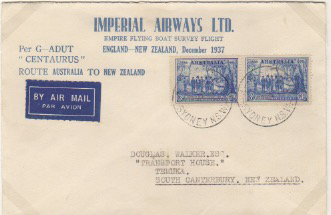 IMPERIAL AIRWAYS LTD.
EMPIRE FLYING BOAT SURVEY FLIGHT
ENGLAND—NEW ZEALAND, December 1937
Per G—ADUT
"CENTAURUS"
ROUTE AUSTRALIA TO NEW ZEALAND
BY AIR MAIL
PAR AVION
AUSTRALIA
AUSTRALIA
SYDNEY N.S.W
SYDNEY N.S.W
DOUGLAS WALKER, ESQ.
"TRANSPORT HOUSE."
TEMUKA.
SOUTH CANTERBURY, NEW ZEALAND.